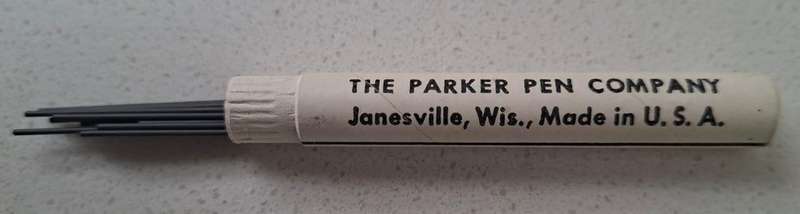 THE PARKER PEN COMPANY
Janesville, Wis., Made in U. S. A.